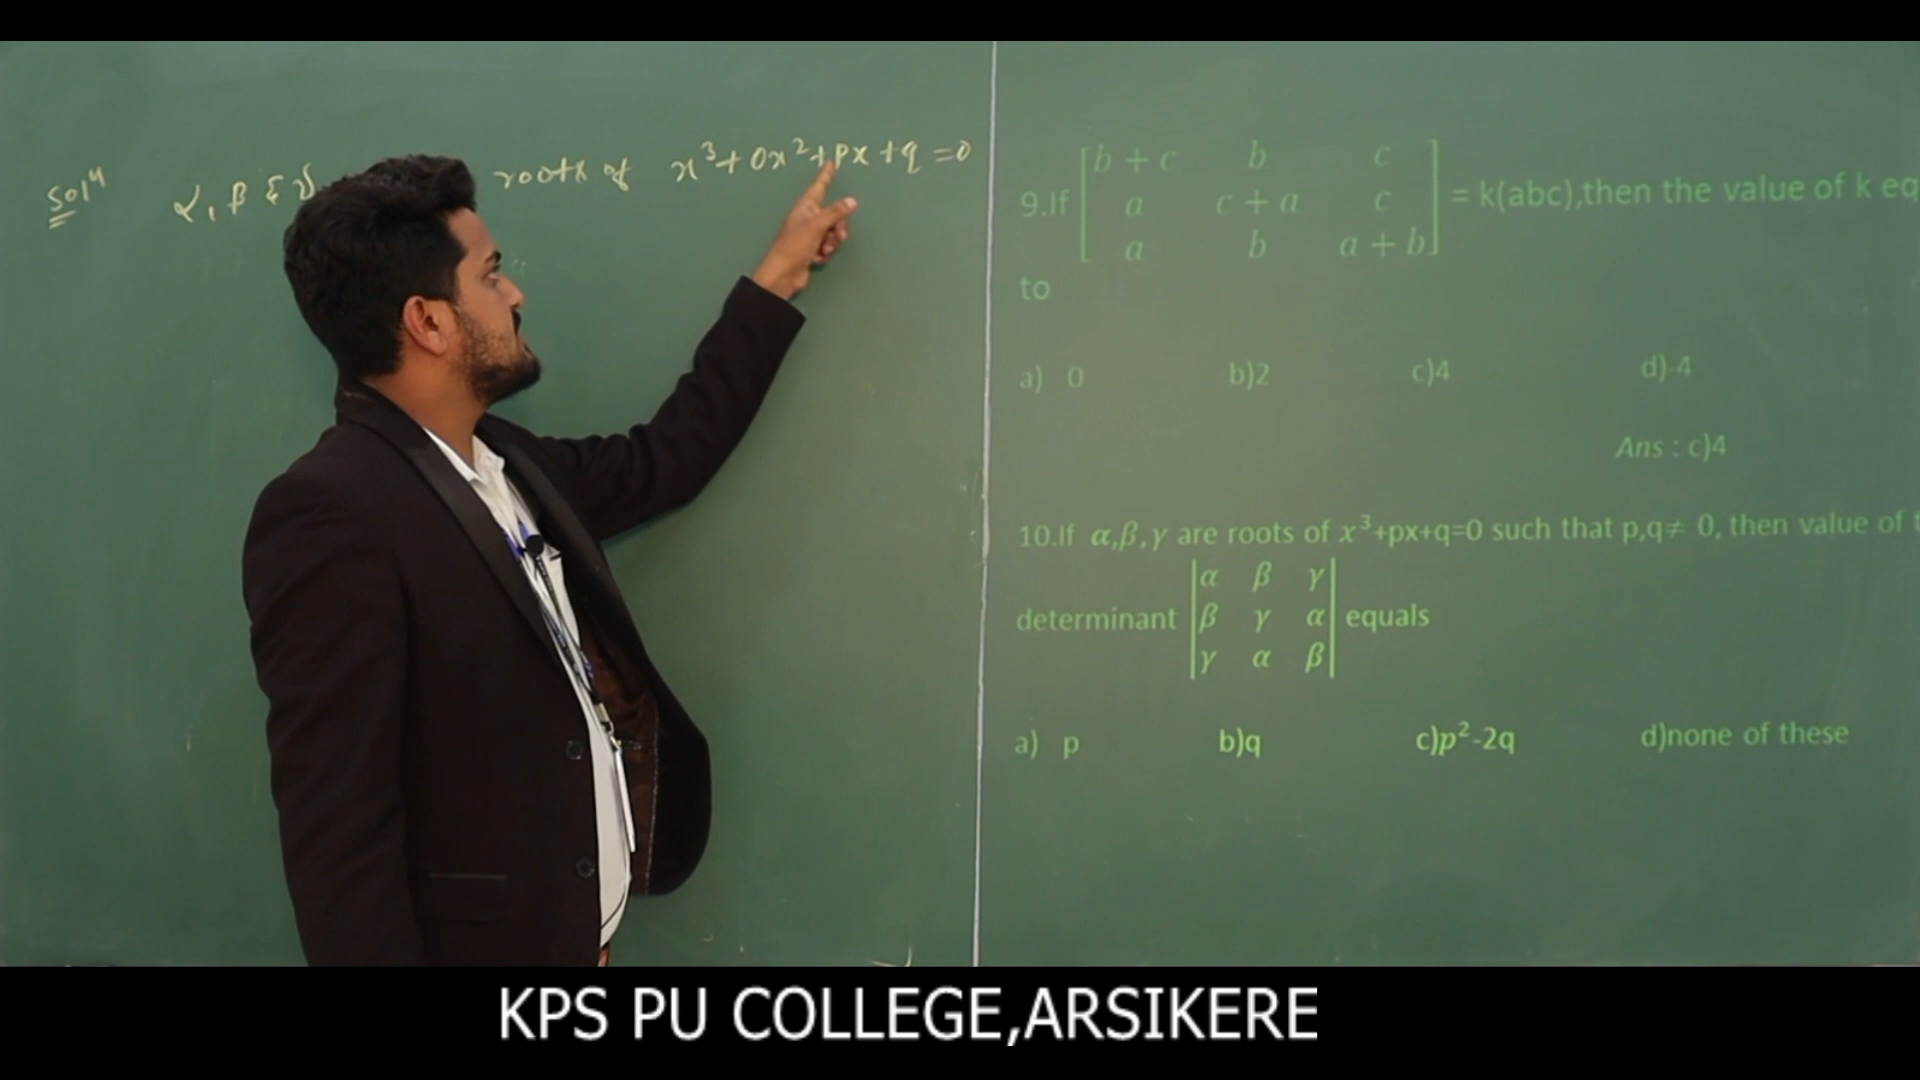 Solⁿ α, β & γ roots of x³+0x²+px+q=0
9.If [b + c b c
a c + a c
a b a + b] = k(abc),then the value of k eq
to
a) 0 b)2 c)4 d)-4
Ans : c)4
10.If α,β,γ are roots of x³+px+q=0 such that p,q≠ 0, then value of t
determinant |α β γ
β γ α
γ α β| equals
a) p b)q c)p²-2q d)none of these
KPS PU COLLEGE,ARSIKERE